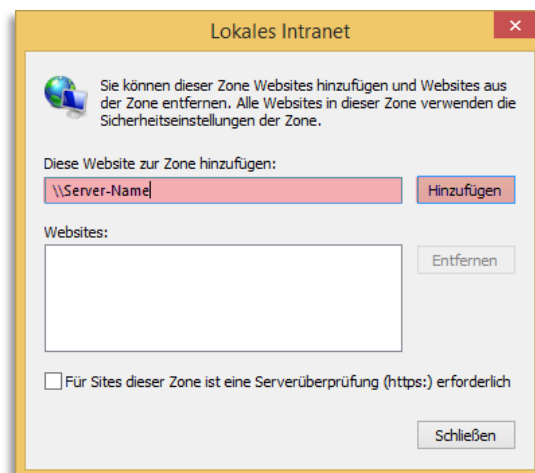 Lokales Intranet
Sie können dieser Zone Websites hinzufügen und Websites aus
der Zone entfernen. Alle Websites in dieser Zone verwenden die
Sicherheitseinstellungen der Zone.
Diese Website zur Zone hinzufügen:
\\Server-Name
Hinzufügen
Websites:
Entfernen
Für Sites dieser Zone ist eine Serverüberprüfung (https:) erforderlich
Schließen